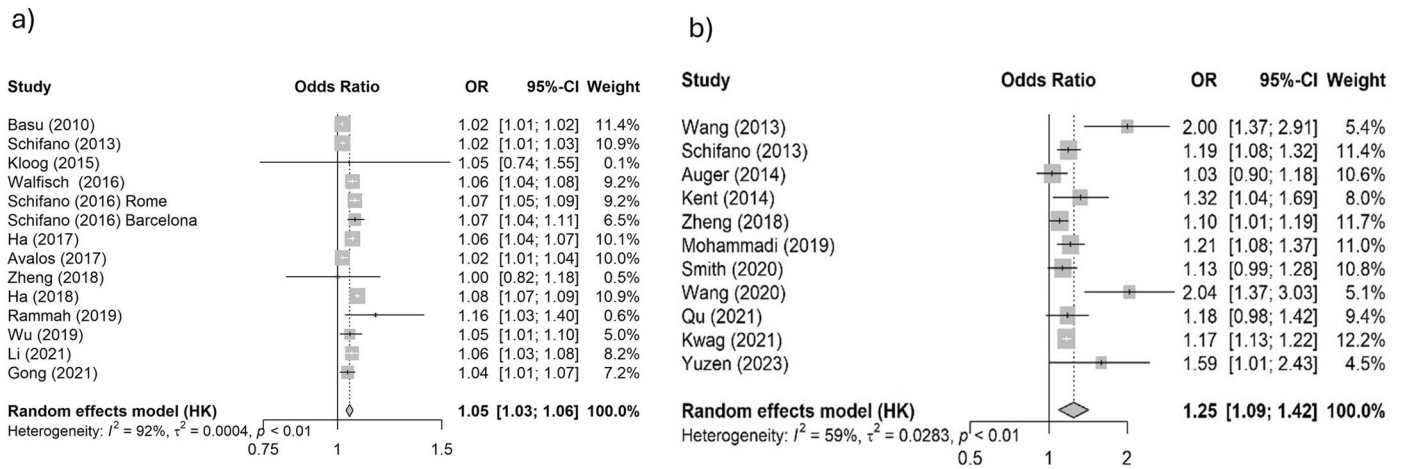 a)
Study Odds Ratio OR 95%-CI Weight
Basu (2010) 1.02 [1.01; 1.02] 11.4%
Schifano (2013) 1.02 [1.01; 1.03] 10.9%
Kloog (2015) 1.05 [0.74; 1.55] 0.1%
Walfisch (2016) 1.06 [1.04; 1.08] 9.2%
Schifano (2016) Rome 1.07 [1.05; 1.09] 9.2%
Schifano (2016) Barcelona 1.07 [1.04; 1.11] 6.5%
Ha (2017) 1.06 [1.04; 1.07] 10.1%
Avalos (2017) 1.02 [1.01; 1.04] 10.0%
Zheng (2018) 1.00 [0.82; 1.18] 0.5%
Ha (2018) 1.08 [1.07; 1.09] 10.9%
Rammah (2019) 1.16 [1.03; 1.40] 0.6%
Wu (2019) 1.05 [1.01; 1.10] 5.0%
Li (2021) 1.06 [1.03; 1.08] 8.2%
Gong (2021) 1.04 [1.01; 1.07] 7.2%
Random effects model (HK) 1.05 [1.03; 1.06] 100.0%
Heterogeneity: I² = 92%, τ² = 0.0004, p < 0.01
0.75 1 1.5
b)
Study Odds Ratio OR 95%-CI Weight
Wang (2013) 2.00 [1.37; 2.91] 5.4%
Schifano (2013) 1.19 [1.08; 1.32] 11.4%
Auger (2014) 1.03 [0.90; 1.18] 10.6%
Kent (2014) 1.32 [1.04; 1.69] 8.0%
Zheng (2018) 1.10 [1.01; 1.19] 11.7%
Mohammadi (2019) 1.21 [1.08; 1.37] 11.0%
Smith (2020) 1.13 [0.99; 1.28] 10.8%
Wang (2020) 2.04 [1.37; 3.03] 5.1%
Qu (2021) 1.18 [0.98; 1.42] 9.4%
Kwag (2021) 1.17 [1.13; 1.22] 12.2%
Yuzen (2023) 1.59 [1.01; 2.43] 4.5%
Random effects model (HK) 1.25 [1.09; 1.42] 100.0%
Heterogeneity: I² = 59%, τ² = 0.0283, p < 0.01
0.5 1 2